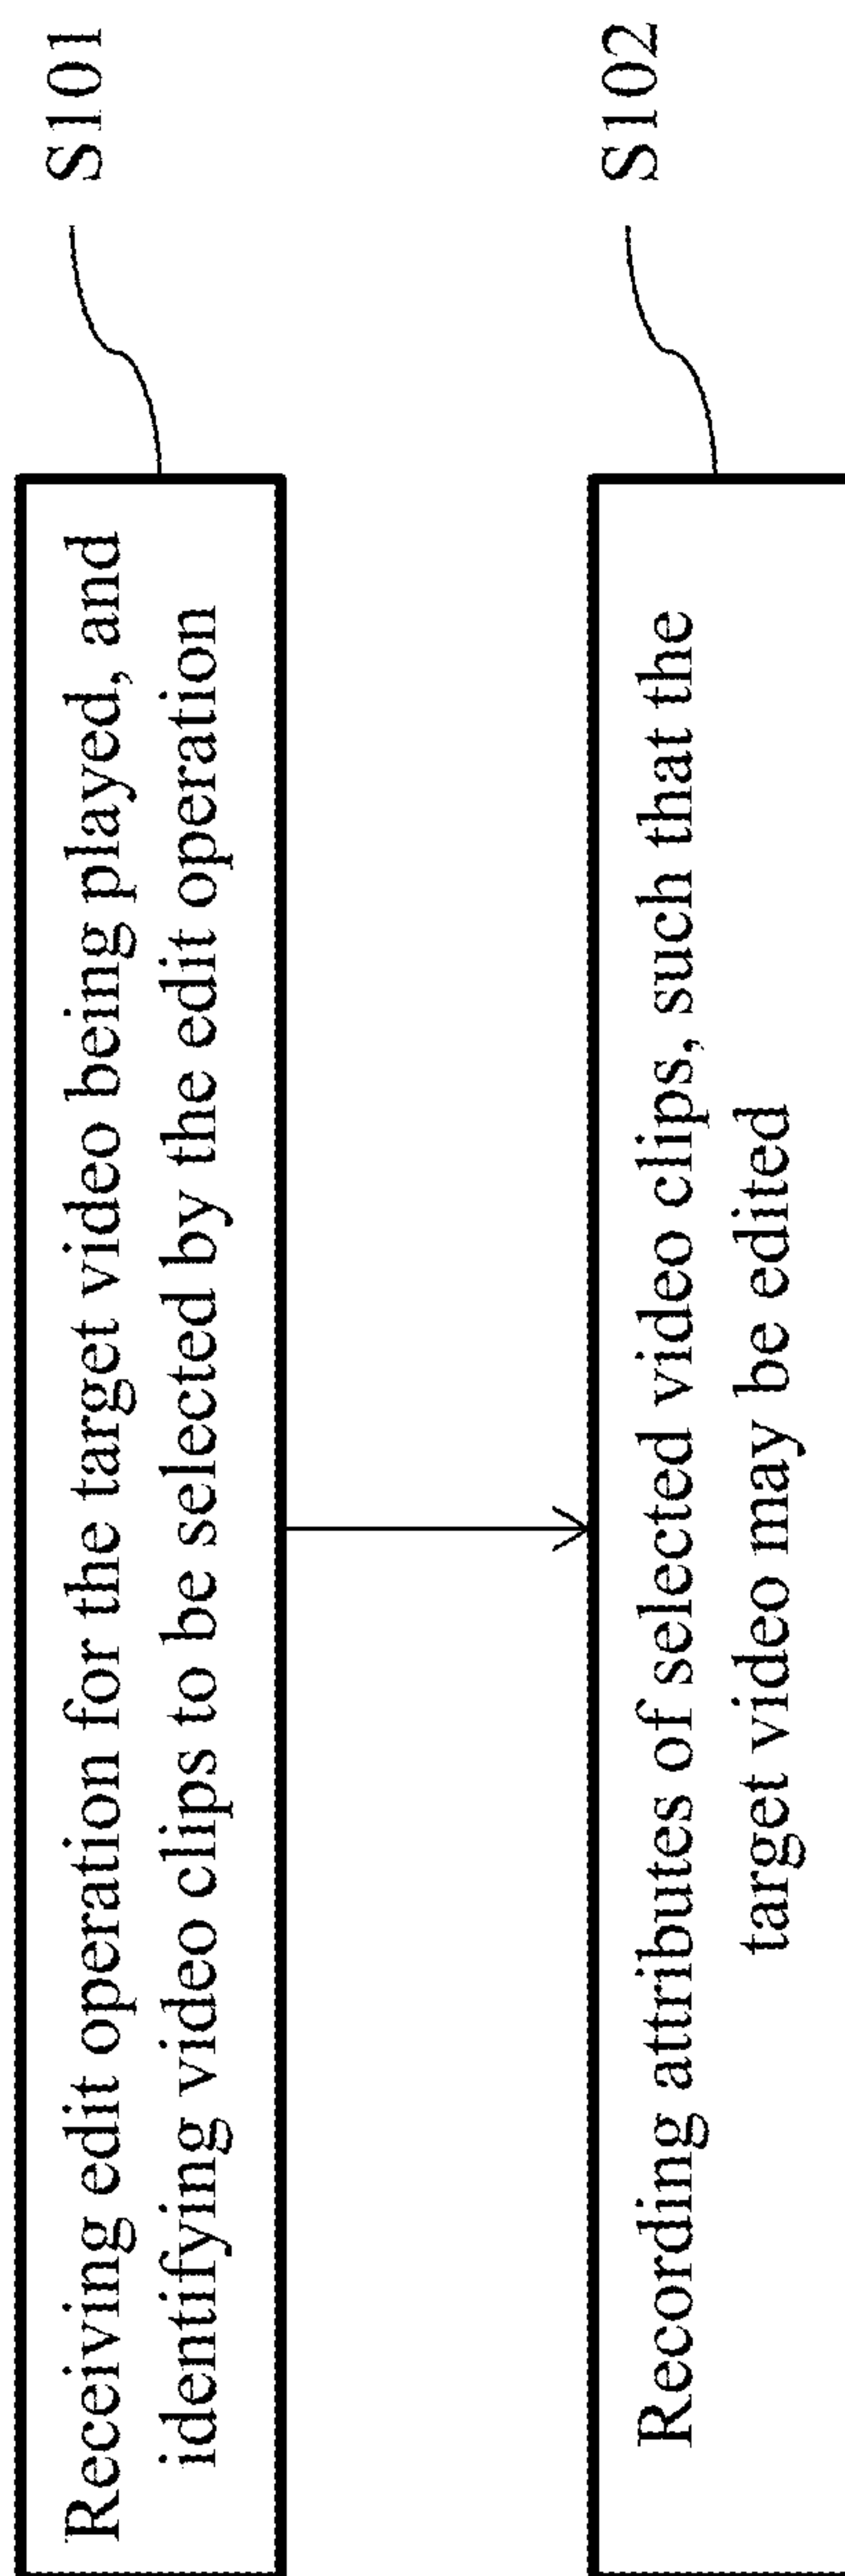 Receiving edit operation for the target video being played, and
identifying video clips to be selected by the edit operation
S101
Recording attributes of selected video clips, such that the
target video may be edited
S102